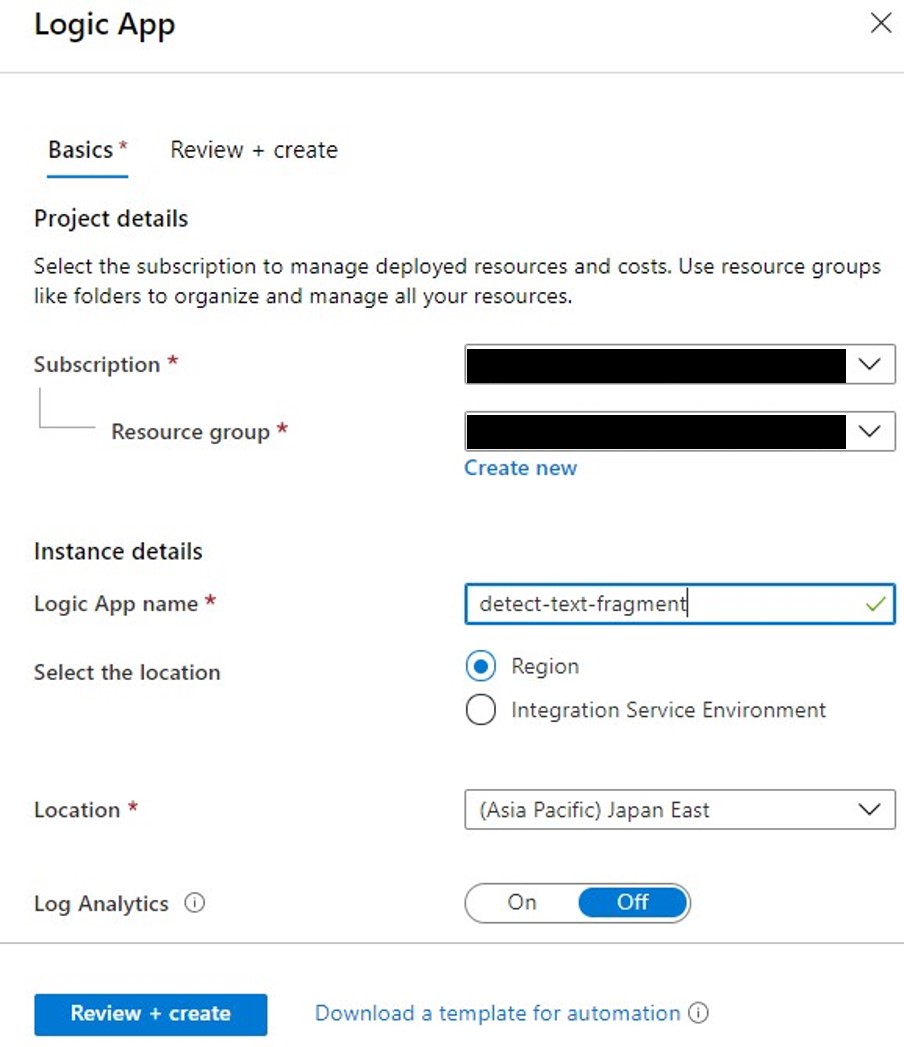 Logic App
Basics *
Review + create
Project details
Select the subscription to manage deployed resources and costs. Use resource groups
like folders to organize and manage all your resources.
Subscription *
Resource group *
Create new
Instance details
Logic App name *
detect-text-fragment
Select the location
Region
Integration Service Environment
Location *
(Asia Pacific) Japan East
Log Analytics
On
Off
Review + create
Download a template for automation